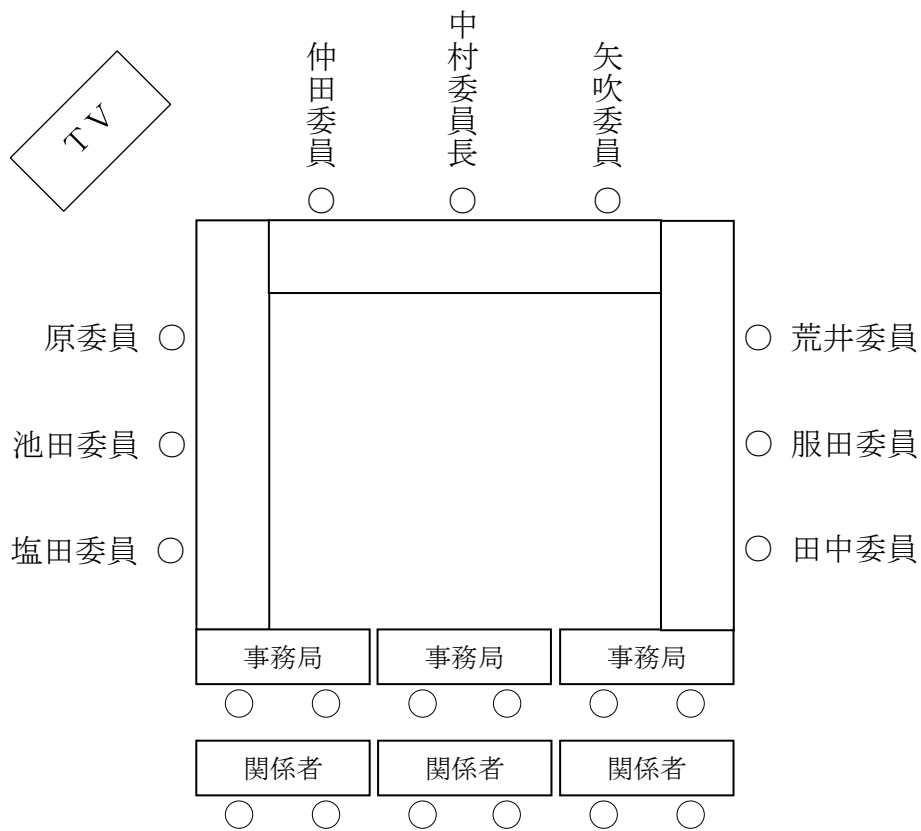 TV
仲田委員
中村委員長
矢吹委員
原委員
荒井委員
池田委員
服田委員
塩田委員
田中委員
事務局
事務局
事務局
関係者
関係者
関係者